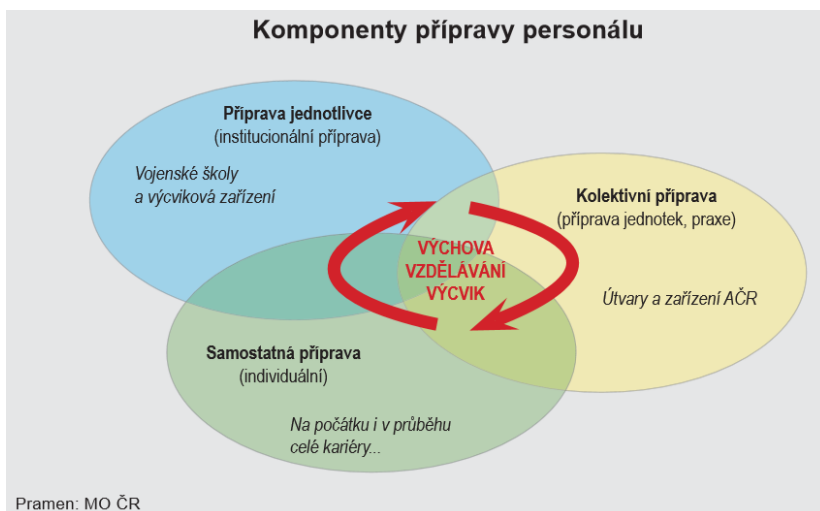 Komponenty přípravy personálu
Příprava jednotlivce
(institucionální příprava)
Vojenské školy
a výcviková zařízení
Kolektivní příprava
(příprava jednotek, praxe)
Útvary a zařízení AČR
VÝCHOVA
VZDĚLÁVÁNÍ
VÝCVIK
Samostatná příprava
(individuální)
Na počátku i v průběhu
celé kariéry...
Pramen: MO ČR